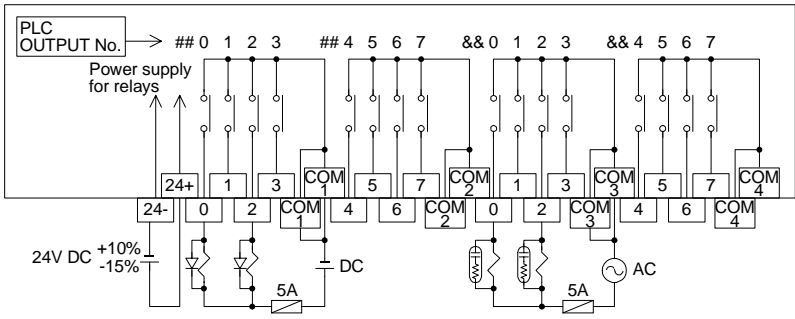 PLC
OUTPUT No.
## 0 1 2 3 ## 4 5 6 7 && 0 1 2 3 && 4 5 6 7
Power supply
for relays
24+ 1 3 COM 1 5 7 COM 2 1 3 COM 3 5 7 COM 4
24- 0 2 COM 1 4 6 COM 2 0 2 COM 3 4 6 COM 4
24V DC +10% -15%
DC
AC
5A 5A